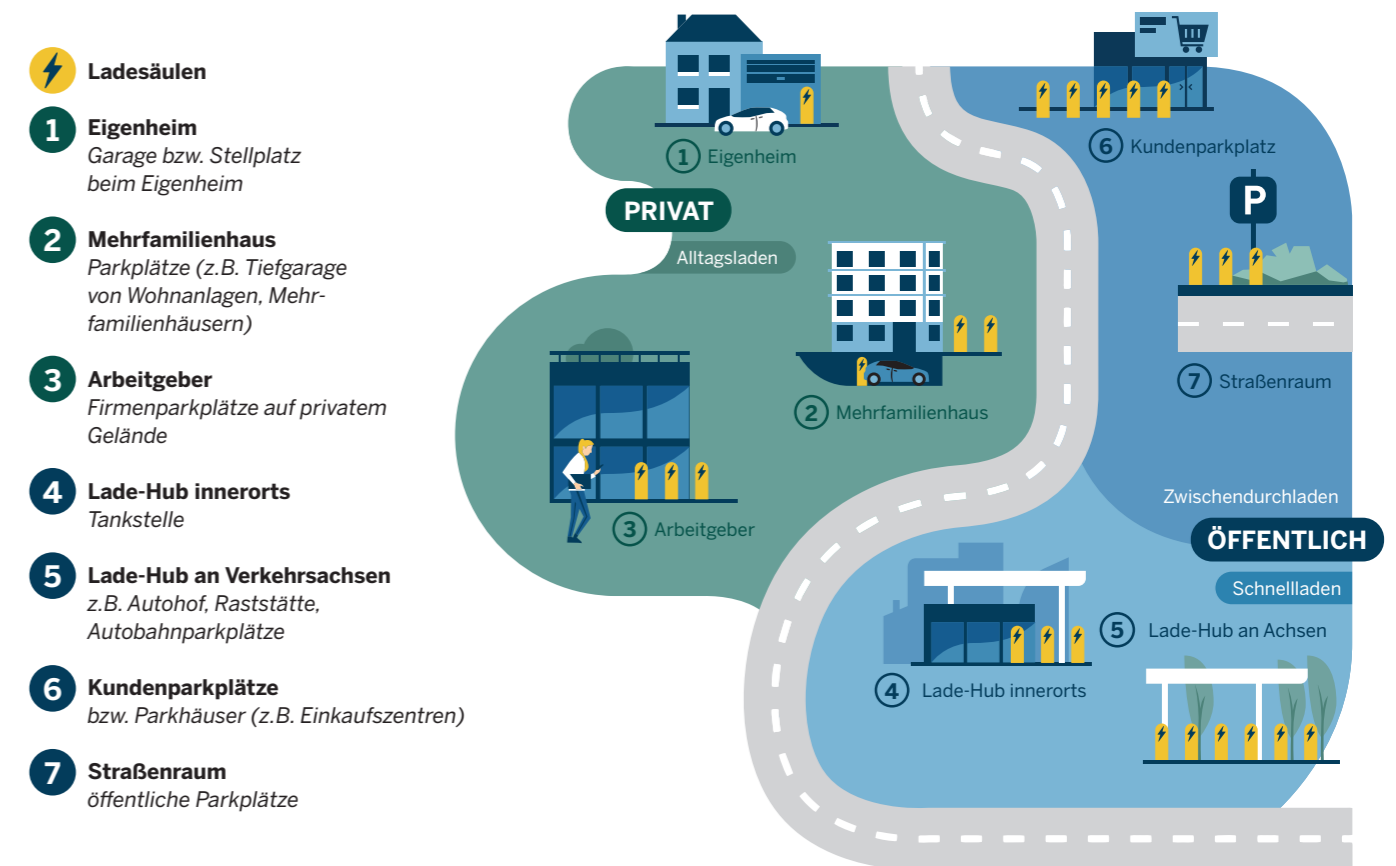 Ladesäulen
1 Eigenheim
Garage bzw. Stellplatz
beim Eigenheim
2 Mehrfamilienhaus
Parkplätze (z.B. Tiefgarage
von Wohnanlagen, Mehr-
familienhäusern)
3 Arbeitgeber
Firmenparkplätze auf privatem
Gelände
4 Lade-Hub innerorts
Tankstelle
5 Lade-Hub an Verkehrsachsen
z.B. Autohof, Raststätte,
Autobahnparkplätze
6 Kundenparkplätze
bzw. Parkhäuser (z.B. Einkaufszentren)
7 Straßenraum
öffentliche Parkplätze
1 Eigenheim
PRIVAT
Alltagsladen
2 Mehrfamilienhaus
3 Arbeitgeber
6 Kundenparkplatz
P
7 Straßenraum
Zwischendurchladen
ÖFFENTLICH
Schnellladen
5 Lade-Hub an Achsen
4 Lade-Hub innerorts